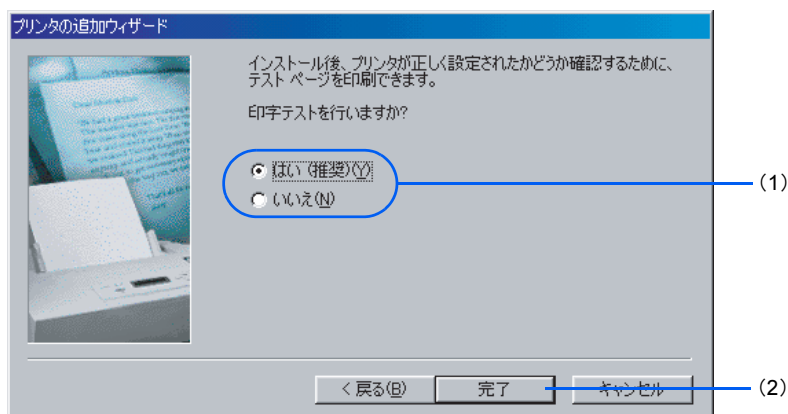 プリンタの追加ウィザード
インストール後、プリンタが正しく設定されたかどうか確認するために、
テスト ページを印刷できます。
印字テストを行いますか?
はい (推奨)(Y)
いいえ(N)
(1)
< 戻る(B) 完了 キャンセル
(2)